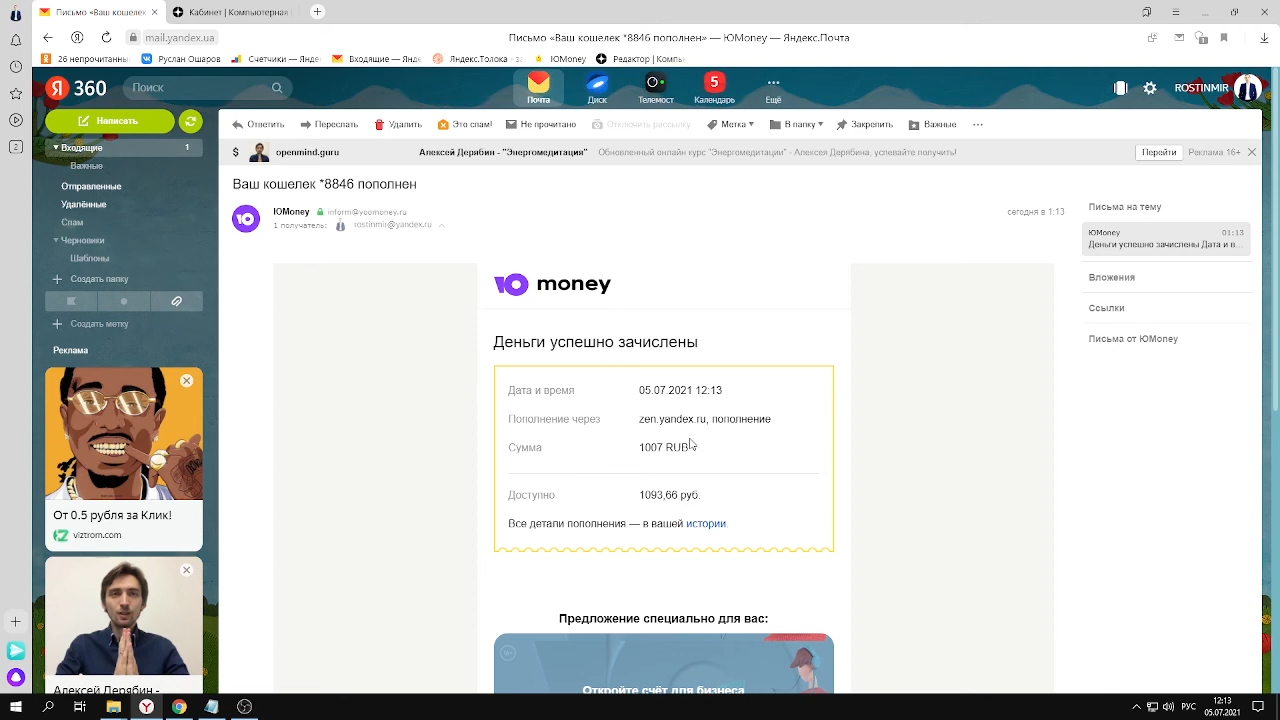 Письмо «Ваш кошелек
Кабинет | Компьютерная
mail.yandex.ua
Письмо «Ваш кошелек *8846 пополнен» — ЮMoney — Яндекс.Почта
26 непрочитанн
Руслан Ошаров
Счетчики — Яндек
Входящие — Янде
Яндекс.Толока - за
ЮMoney
Редактор | Компь
Я 360
Поиск
Почта
Диск
Телемост
5
Календарь
Ещё
ROSTINMIR
Написать
Ответить
Переслать
Удалить
Это спам!
Не прочитано
Отключить рассылку
Метка
В папку
Закрепить
Важные
Входящие 1
Важные
Отправленные
Удалённые
Спам
Черновики
Шаблоны
Создать папку
Создать метку
Реклама
$
openmind.guru
Алексей Дерябин - "Энергомедитация"
Обновленный онлайн курс "Энергомедитация" - Алексея Дерябина, успевайте получить!
Перейти
Реклама 16+
Ваш кошелек *8846 пополнен
ЮMoney
inform@yoomoney.ru
сегодня в 1:13
1 получатель:
rostinmir@yandex.ru
Ю money
Деньги успешно зачислены
Дата и время 05.07.2021 12:13
Пополнение через zen.yandex.ru, пополнение
Сумма 1007 RUB
Доступно 1093,66 руб.
Все детали пополнения — в вашей истории.
Предложение специально для вас:
Откройте счёт для бизнеса
Письма на тему
ЮMoney 01:13
Деньги успешно зачислены Дата и в...
Вложения
Ссылки
Письма от ЮMoney
От 0.5 рубля за Клик!
viztrom.com
Алексей Дерябин -
РУС
12:13
05.07.2021